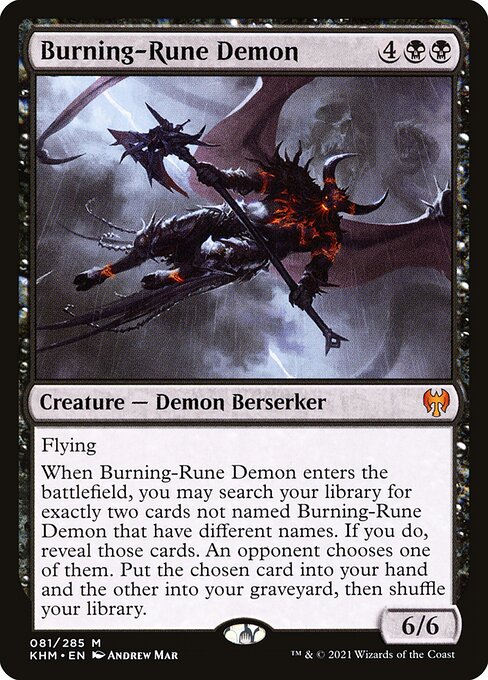 Burning-Rune Demon 4
Creature — Demon Berserker
Flying
When Burning-Rune Demon enters the
battlefield, you may search your library for
exactly two cards not named Burning-Rune
Demon that have different names. If you do,
reveal those cards. An opponent chooses one
of them. Put the chosen card into your hand
and the other into your graveyard, then shuffle
your library.
6/6
081/285 M
KHM • EN Andrew Mar
™ & © 2021 Wizards of the Coast